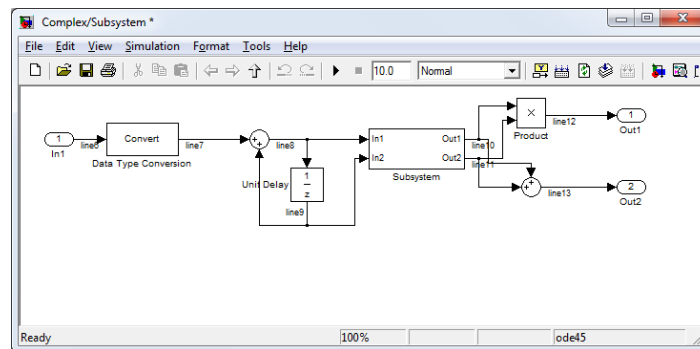 Complex/Subsystem *
File Edit View Simulation Format Tools Help
10.0 Normal
1
In1
line6
Convert
Data Type Conversion
line7
line8
Unit Delay
1
z
line9
In1 Out1
In2 Out2
Subsystem
line10
line11
×
Product
line12
1
Out1
line13
2
Out2
Ready 100% ode45